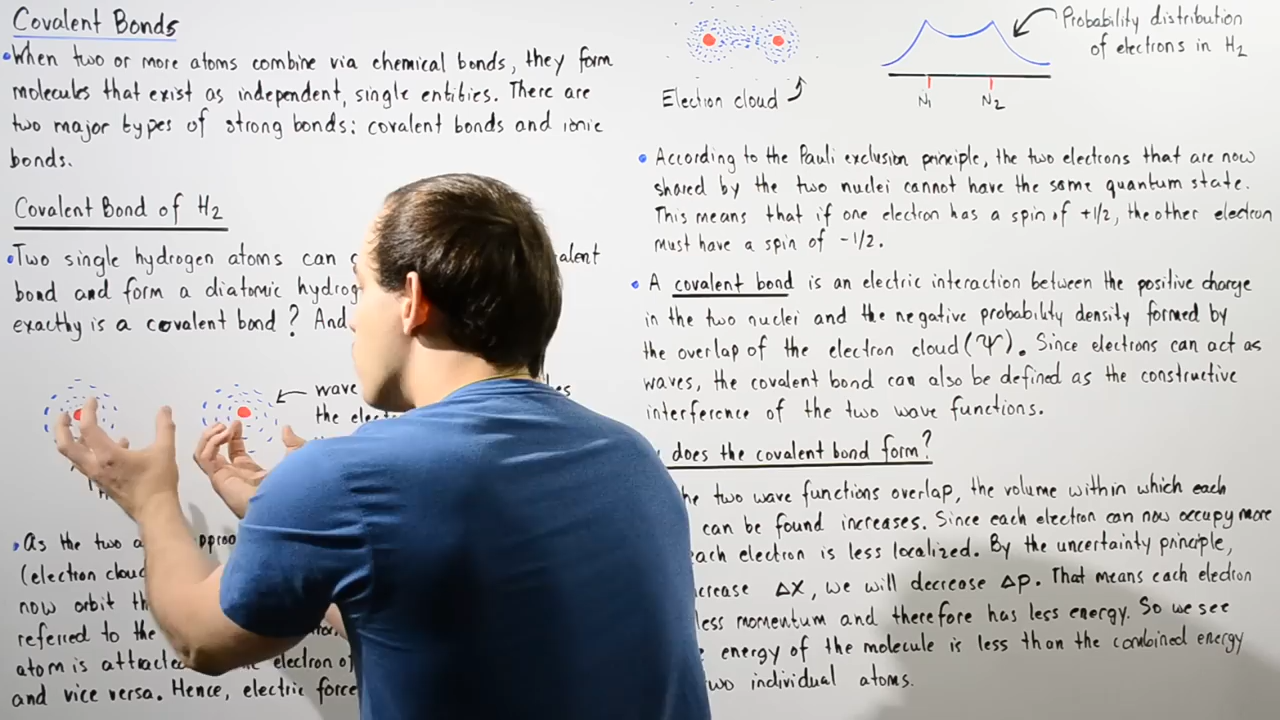 Covalent Bonds
•When two or more atoms combine via chemical bonds, they form
molecules that exist as independent, single entities. There are
two major types of strong bonds: covalent bonds and ionic
bonds.
Covalent Bond of H2
•Two single hydrogen atoms can
bond and form a diatomic
exactly is a covalent bond? And
wave
the
•As the two
(electron
now orbit
referred to the
atom is electron
and vice versa. Hence, electric
Electron cloud
Probability distribution
of electrons in H2
N1 N2
• According to the Pauli exclusion principle, the two electrons that are now
shared by the two nuclei cannot have the same quantum state.
This means that if one electron has a spin of +1/2, the other electron
must have a spin of -1/2.
• A covalent bond is an electric interaction between the positive charge
in the two nuclei and the negative probability density formed by
the overlap of the electron cloud (Ψ). Since electrons can act as
waves, the covalent bond can also be defined as the constructive
interference of the two wave functions.
does the covalent bond form?
two wave functions overlap, the volume within which each
can be found increases. Since each electron can now occupy more
each electron is less localized. By the uncertainty principle,
Δx, we will decrease Δp. That means each electron
less momentum and therefore has less energy. So we see
energy of the molecule is less than the combined energy
two individual atoms.